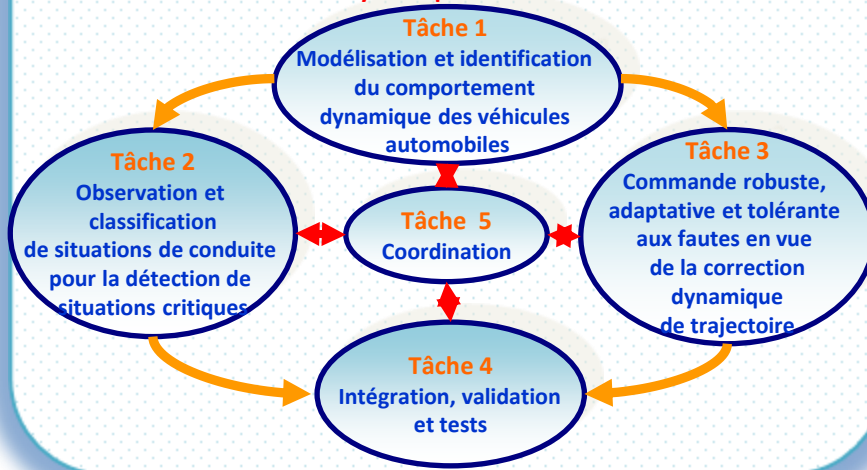 Tâche 1
Modélisation et identification
du comportement
dynamique des véhicules
automobiles
Tâche 2
Observation et
classification
de situations de conduite
pour la détection de
situations critiques
Tâche 5
Coordination
Tâche 3
Commande robuste,
adaptative et tolérante
aux fautes en vue
de la correction
dynamique
de trajectoire
Tâche 4
Intégration, validation
et tests